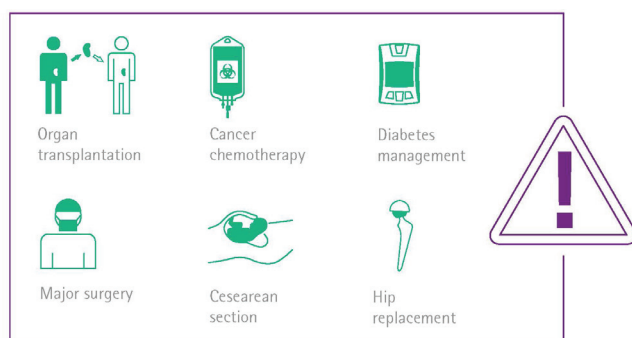 Organ
transplantation
Cancer
chemotherapy
Diabetes
management
Major surgery
Cesearean
section
Hip
replacement